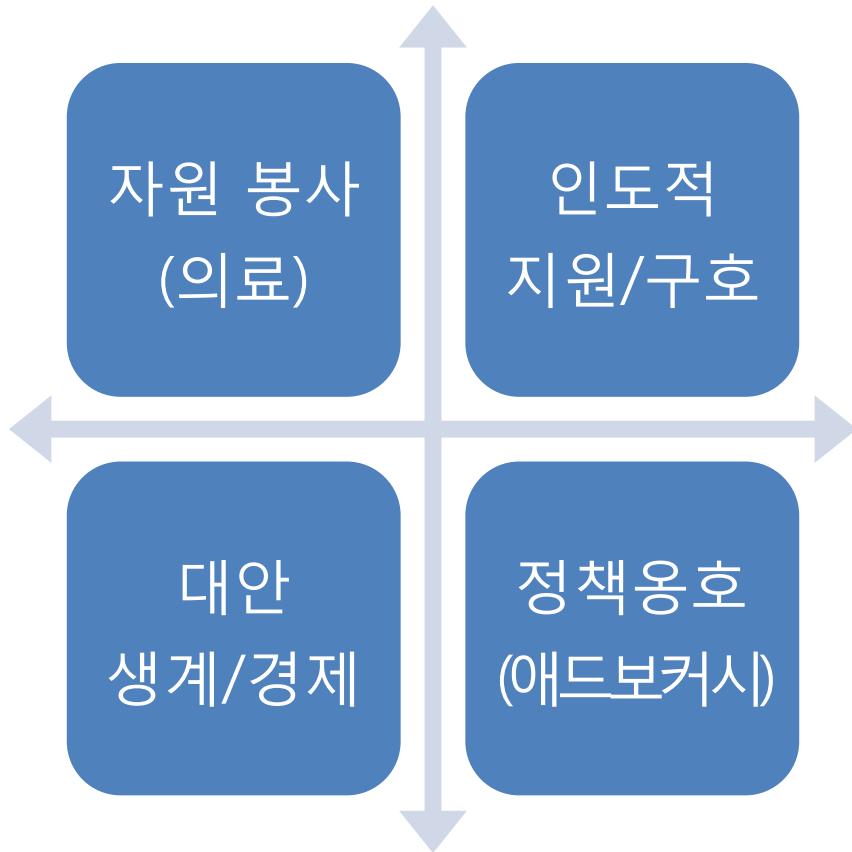 자원 봉사
(의료)
인도적
지원/구호
대안
생계/경제
정책옹호
(애드보커시)